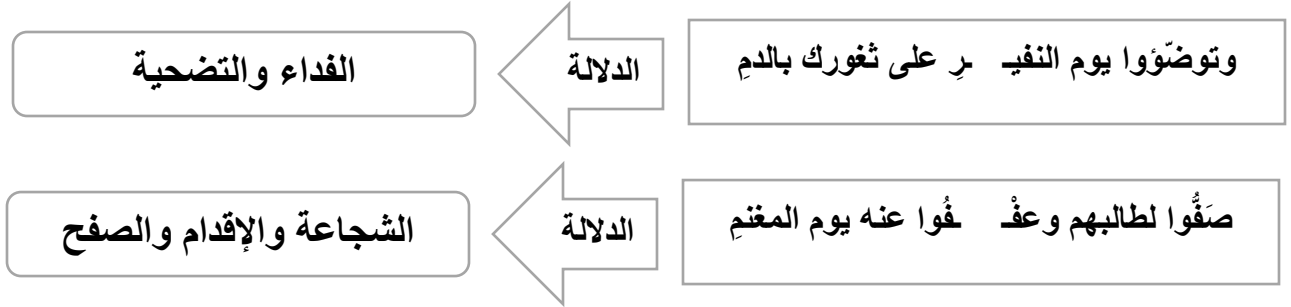 وتوضّؤوا يوم النفيـ ـرِ على ثغورك بالدمِ
الدلالة
الفداء والتضحية
صَفُّوا لطالبهم وعفْـ ـفُوا عنه يوم المغنمِ
الدلالة
الشجاعة والإقدام والصفح